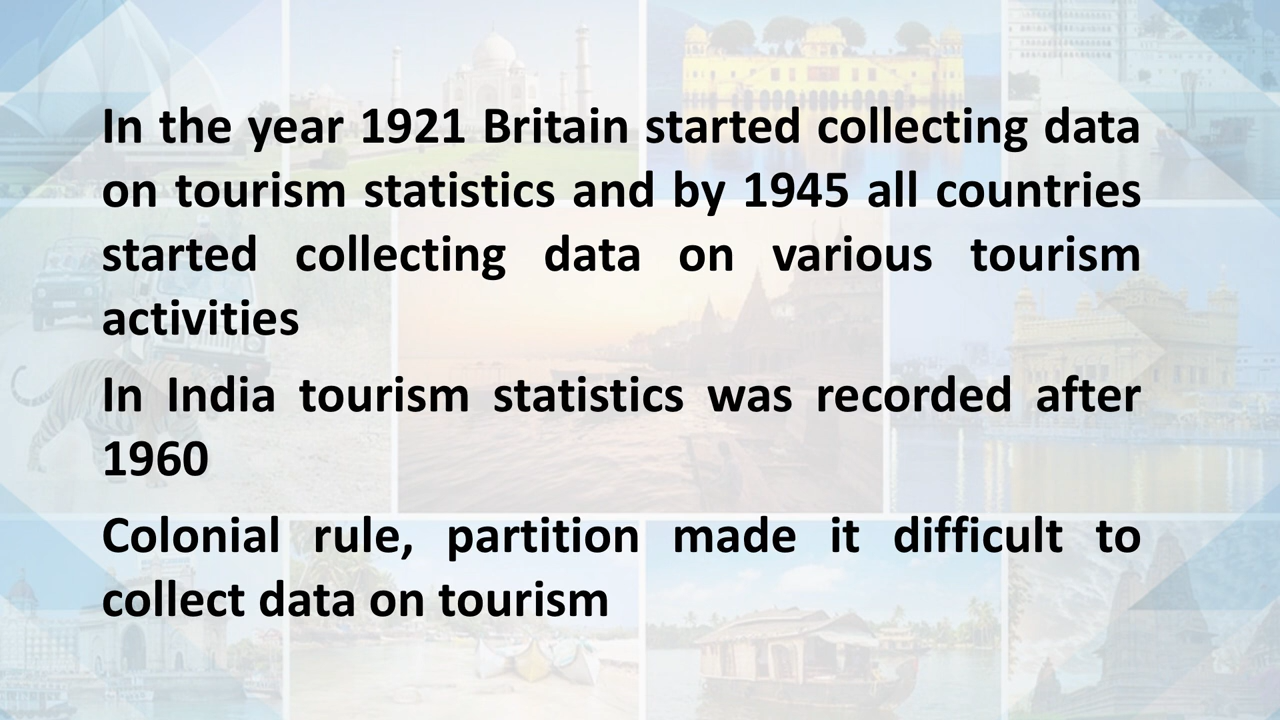 In the year 1921 Britain started collecting data
on tourism statistics and by 1945 all countries
started collecting data on various tourism
activities
In India tourism statistics was recorded after
1960
Colonial rule, partition made it difficult to
collect data on tourism